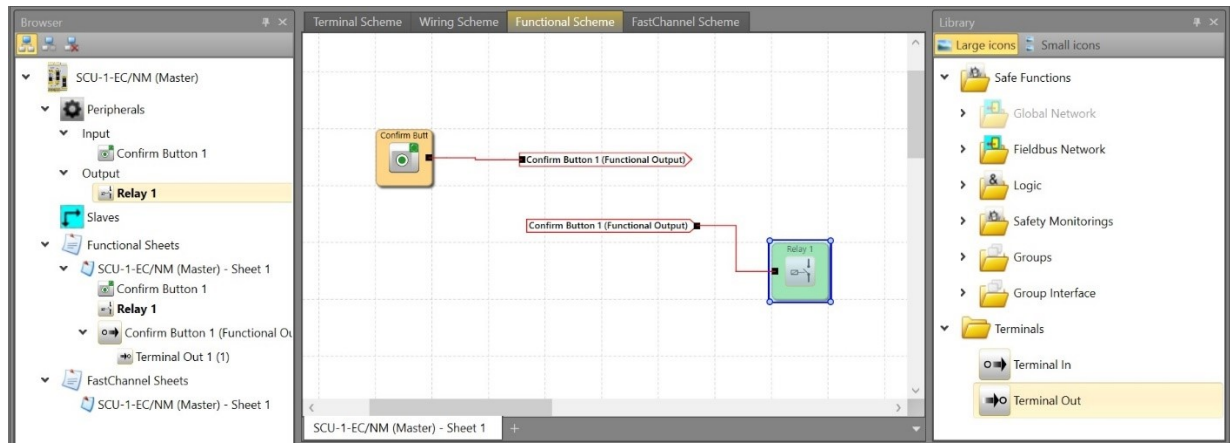 Browser
SCU-1-EC/NM (Master)
Peripherals
Input
Confirm Button 1
Output
Relay 1
Slaves
Functional Sheets
SCU-1-EC/NM (Master) - Sheet 1
Confirm Button 1
Relay 1
Confirm Button 1 (Functional Ou
Terminal Out 1 (1)
FastChannel Sheets
SCU-1-EC/NM (Master) - Sheet 1
Terminal Scheme Wiring Scheme Functional Scheme FastChannel Scheme
Confirm Butt
Confirm Button 1 (Functional Output)
Confirm Button 1 (Functional Output)
Relay 1
SCU-1-EC/NM (Master) - Sheet 1 +
Library
Large icons Small icons
Safe Functions
Global Network
Fieldbus Network
& Logic
Safety Monitorings
Groups
Group Interface
Terminals
Terminal In
Terminal Out